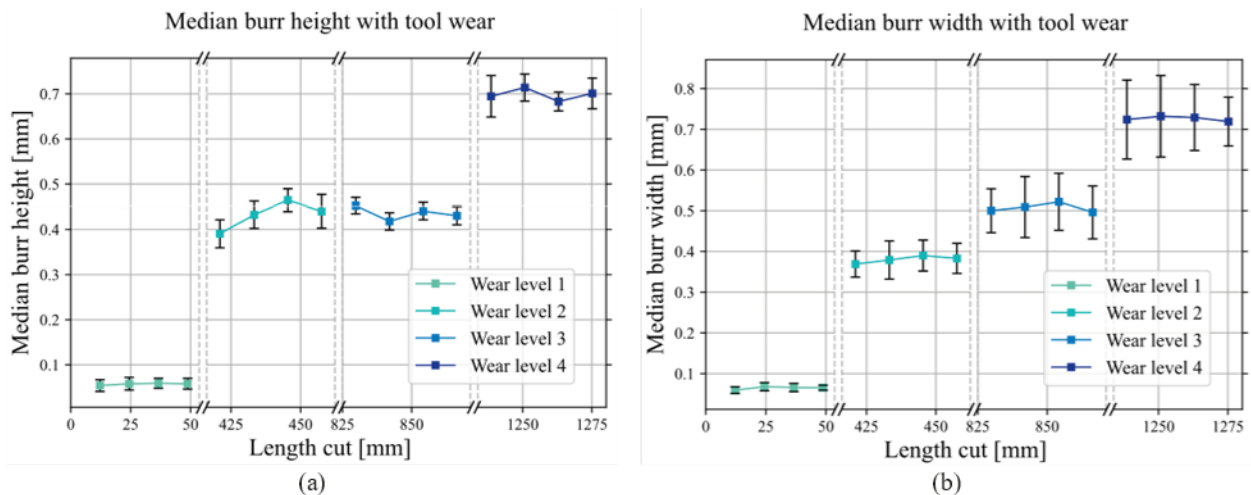 Median burr height with tool wear
Median burr height [mm]
0.7
0.6
0.5
0.4
0.3
0.2
0.1
Wear level 1
Wear level 2
Wear level 3
Wear level 4
0 25 50 425 450 825 850 1250 1275
Length cut [mm]
(a)
Median burr width with tool wear
Median burr width [mm]
0.8
0.7
0.6
0.5
0.4
0.3
0.2
0.1
Wear level 1
Wear level 2
Wear level 3
Wear level 4
0 25 50 425 450 825 850 1250 1275
Length cut [mm]
(b)